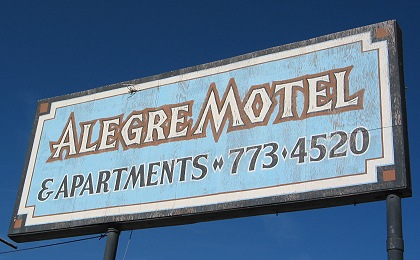 ALEGRE MOTEL
& APARTMENTS ·· 773·4520